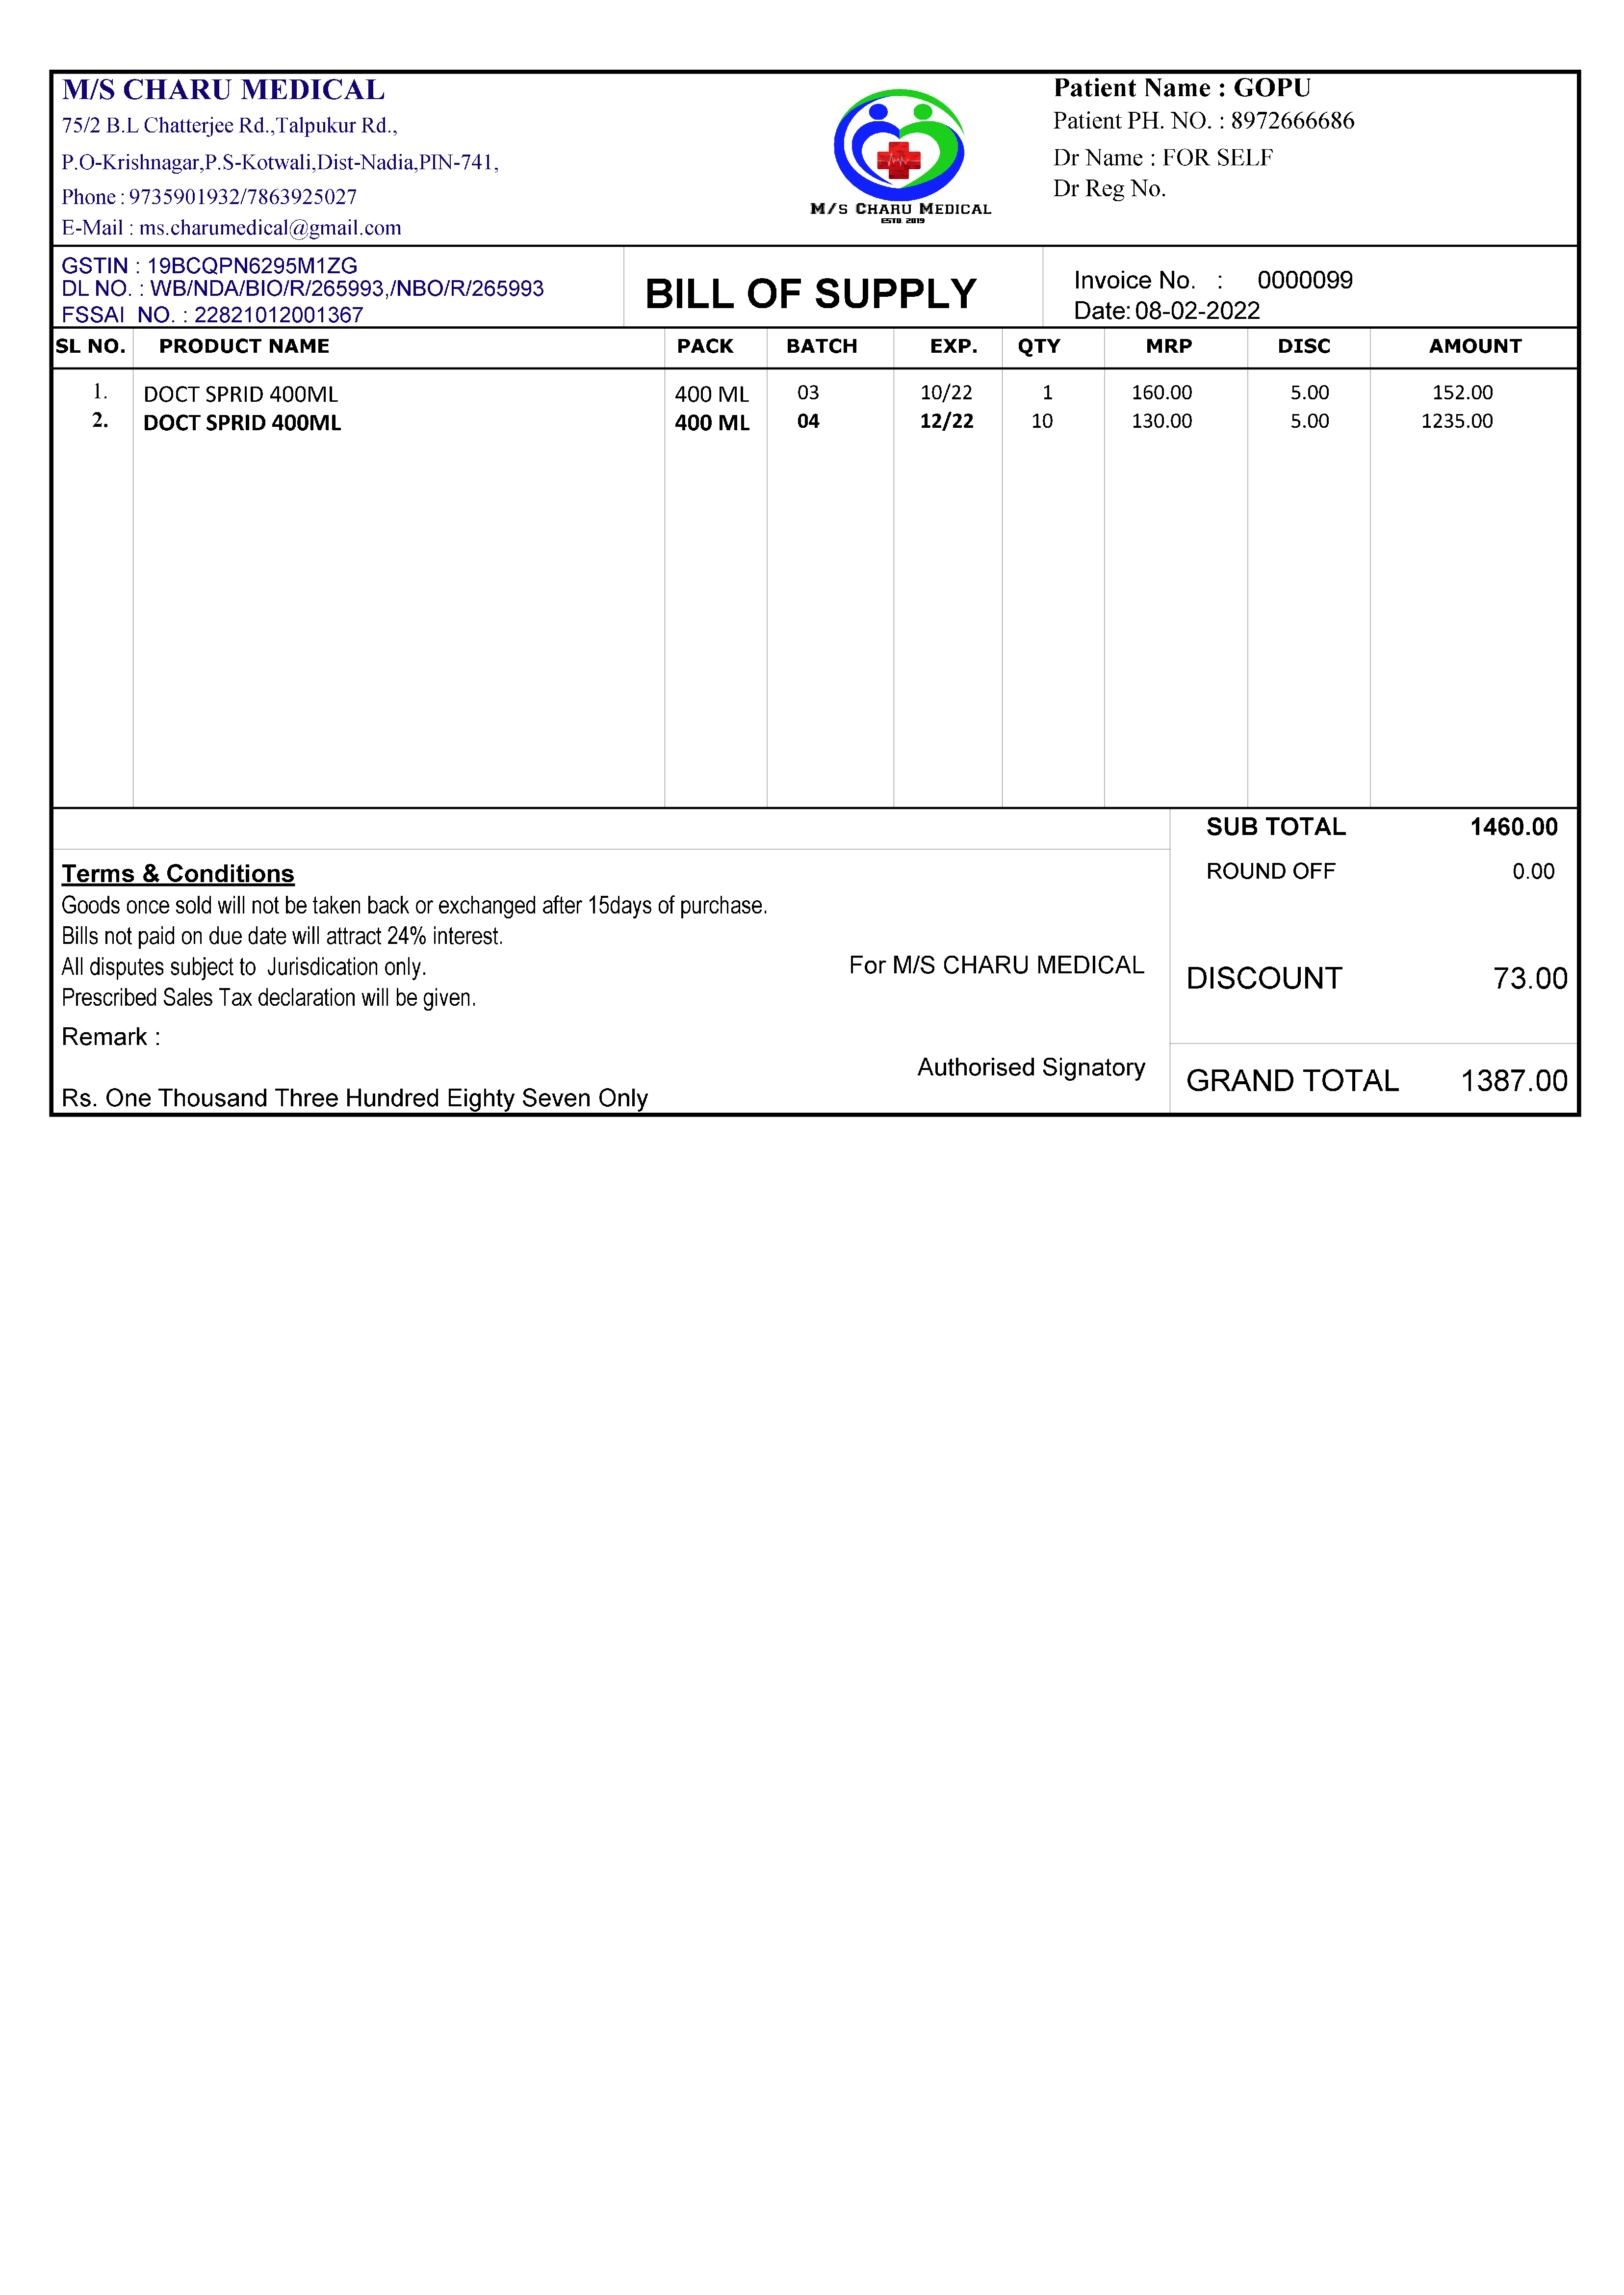 M/S CHARU MEDICAL
75/2 B.L Chatterjee Rd.,Talpukur Rd.,
P.O-Krishnagar,P.S-Kotwali,Dist-Nadia,PIN-741,
Phone : 9735901932/7863925027
E-Mail : ms.charumedical@gmail.com
M/S CHARU MEDICAL
ESTD. 2019
Patient Name : GOPU
Patient PH. NO. : 8972666686
Dr Name : FOR SELF
Dr Reg No.
GSTIN : 19BCQPN6295M1ZG
DL NO. : WB/NDA/BIO/R/265993,/NBO/R/265993
FSSAI NO. : 22821012001367
BILL OF SUPPLY
Invoice No. : 0000099
Date: 08-02-2022
SL NO. PRODUCT NAME PACK BATCH EXP. QTY MRP DISC AMOUNT
1. DOCT SPRID 400ML 400 ML 03 10/22 1 160.00 5.00 152.00
2. DOCT SPRID 400ML 400 ML 04 12/22 10 130.00 5.00 1235.00
SUB TOTAL 1460.00
ROUND OFF 0.00
DISCOUNT 73.00
GRAND TOTAL 1387.00
Terms & Conditions
Goods once sold will not be taken back or exchanged after 15days of purchase.
Bills not paid on due date will attract 24% interest.
All disputes subject to Jurisdication only.
Prescribed Sales Tax declaration will be given.
Remark :
Rs. One Thousand Three Hundred Eighty Seven Only
For M/S CHARU MEDICAL
Authorised Signatory